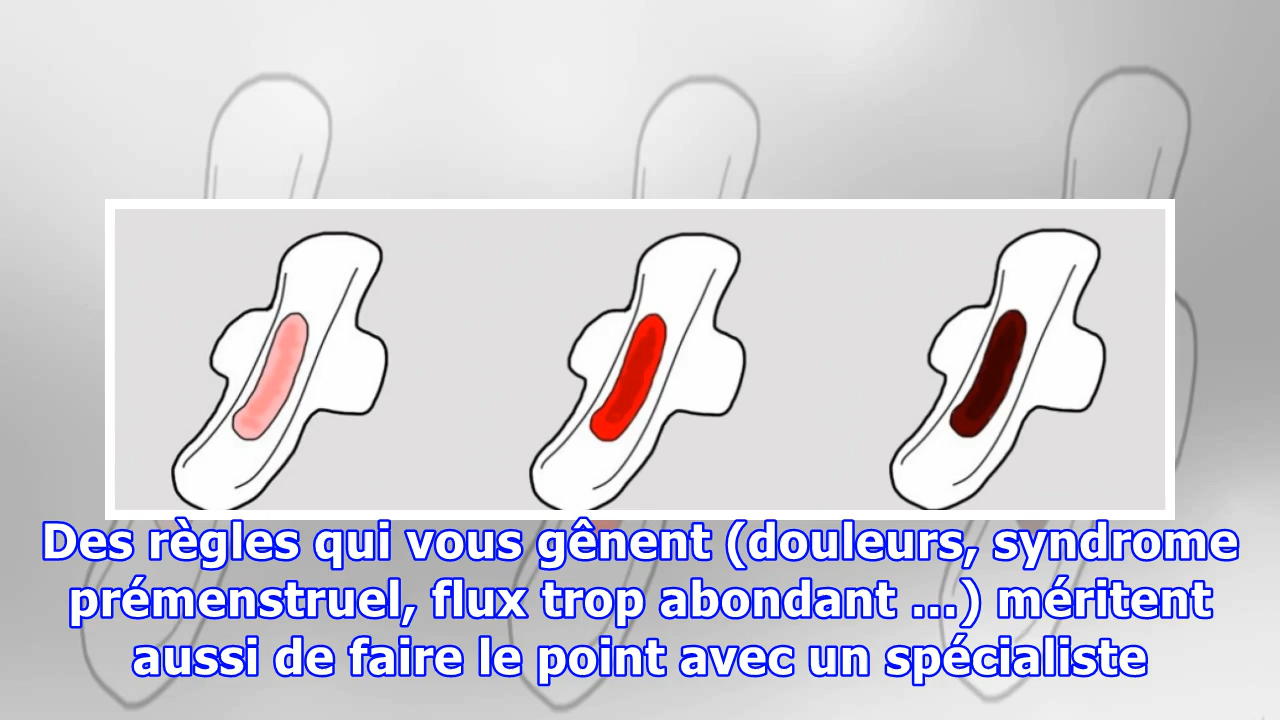 Des règles qui vous gênent (douleurs, syndrome
prémenstruel, flux trop abondant ...) méritent
aussi de faire le point avec un spécialiste